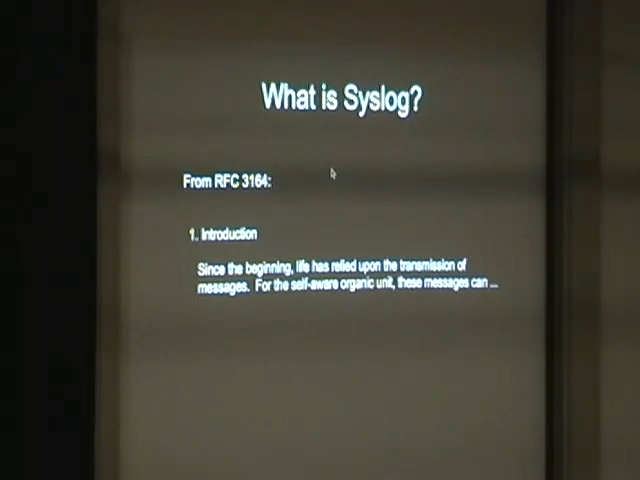 What is Syslog?
From RFC 3164:
1. Introduction
Since the beginning, life has relied upon the transmission of
messages. For the self-aware organic unit, these messages can ...